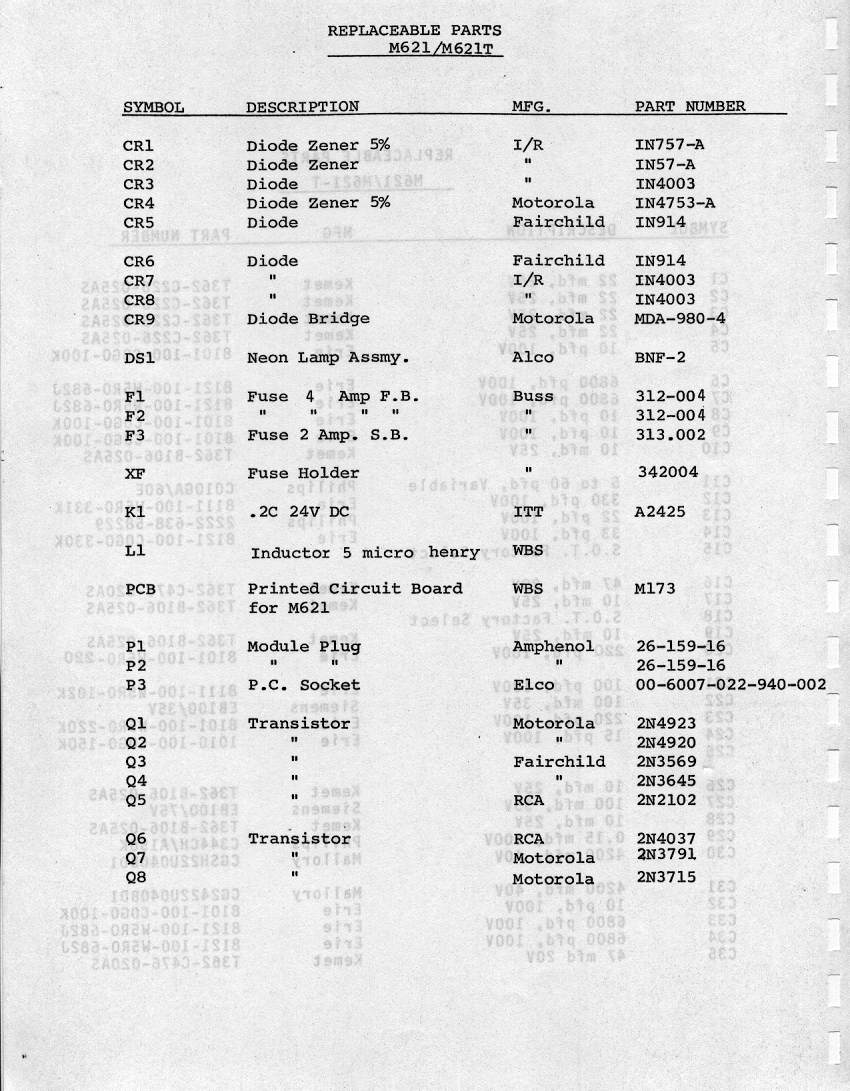 REPLACEABLE PARTS
M621/M621T
SYMBOL DESCRIPTION MFG. PART NUMBER
CR1 Diode Zener 5% I/R IN757-A
CR2 Diode Zener " IN57-A
CR3 Diode " IN4003
CR4 Diode Zener 5% Motorola IN4753-A
CR5 Diode Fairchild IN914
CR6 Diode Fairchild IN914
CR7 " I/R IN4003
CR8 " " IN4003
CR9 Diode Bridge Motorola MDA-980-4
DS1 Neon Lamp Assmy. Alco BNF-2
F1 Fuse 4 Amp F.B. Buss 312-004
F2 " " " " " 312-004
F3 Fuse 2 Amp. S.B. " 313.002
XF Fuse Holder " 342004
K1 .2C 24V DC ITT A2425
L1 Inductor 5 micro henry WBS
PCB Printed Circuit Board WBS M173
for M621
P1 Module Plug Amphenol 26-159-16
P2 " " " 26-159-16
P3 P.C. Socket Elco 00-6007-022-940-002
Q1 Transistor Motorola 2N4923
Q2 " " 2N4920
Q3 " Fairchild 2N3569
Q4 " " 2N3645
Q5 " RCA 2N2102
Q6 Transistor RCA 2N4037
Q7 " Motorola 2N3791
Q8 " Motorola 2N3715